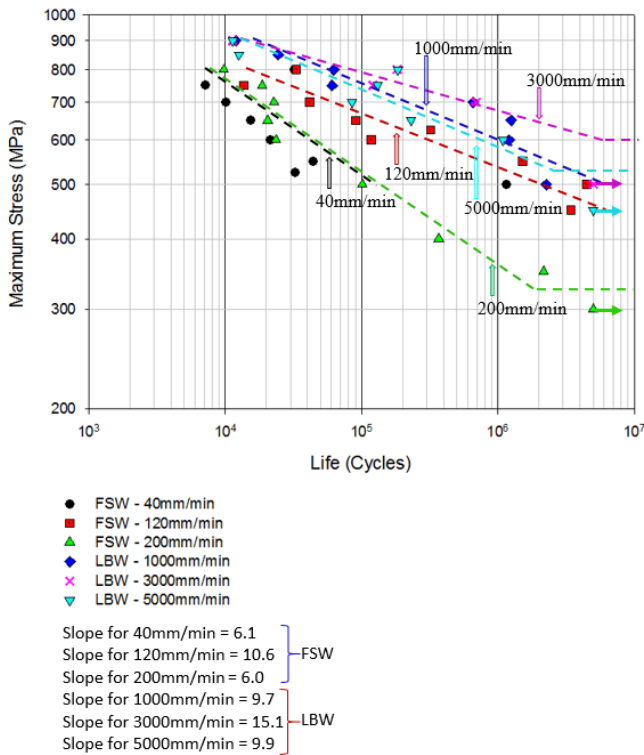 900
800
700
600
500
400
300
200
Maximum Stress (MPa)
1000mm/min
3000mm/min
120mm/min
40mm/min
5000mm/min
200mm/min
10³ 10⁴ 10⁵ 10⁶ 10⁷
Life (Cycles)
FSW - 40mm/min
FSW - 120mm/min
FSW - 200mm/min
LBW - 1000mm/min
LBW - 3000mm/min
LBW - 5000mm/min
Slope for 40mm/min = 6.1
Slope for 120mm/min = 10.6
FSW
Slope for 200mm/min = 6.0
Slope for 1000mm/min = 9.7
Slope for 3000mm/min = 15.1
LBW
Slope for 5000mm/min = 9.9